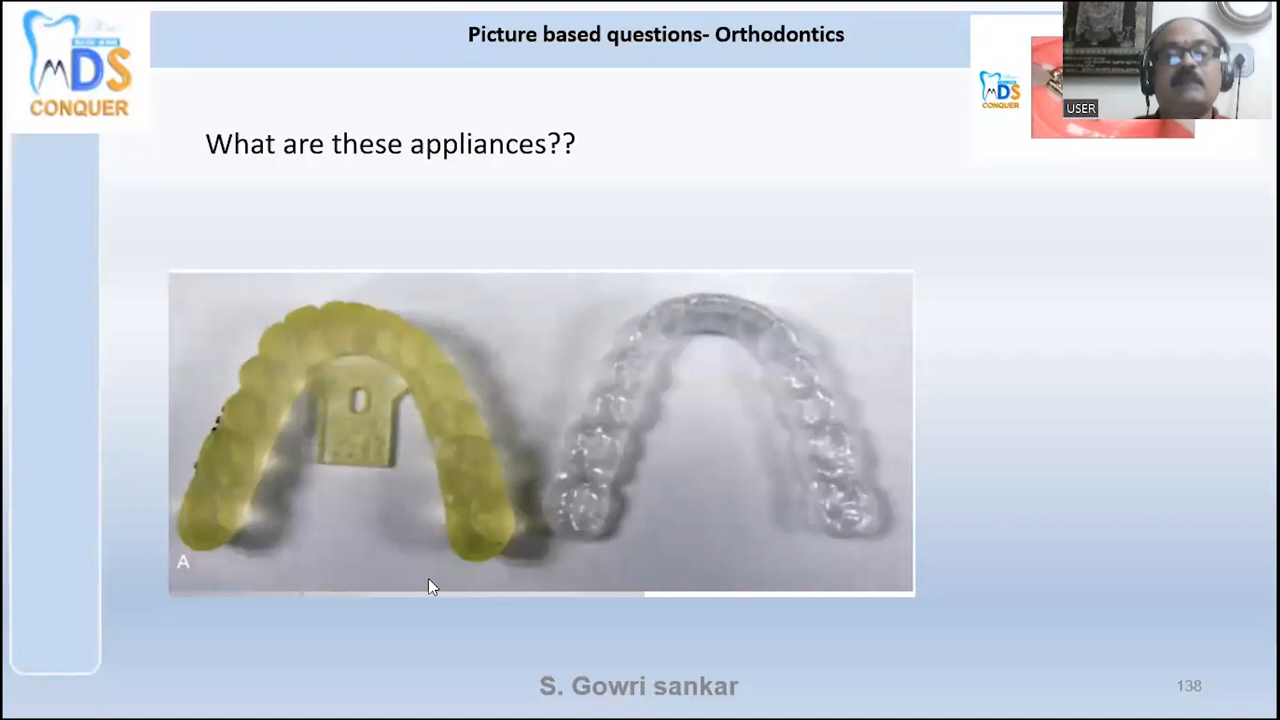 Picture based questions- Orthodontics
MDS
CONQUER
MDS
CONQUER
USER
What are these appliances??
A
S. Gowri sankar
138